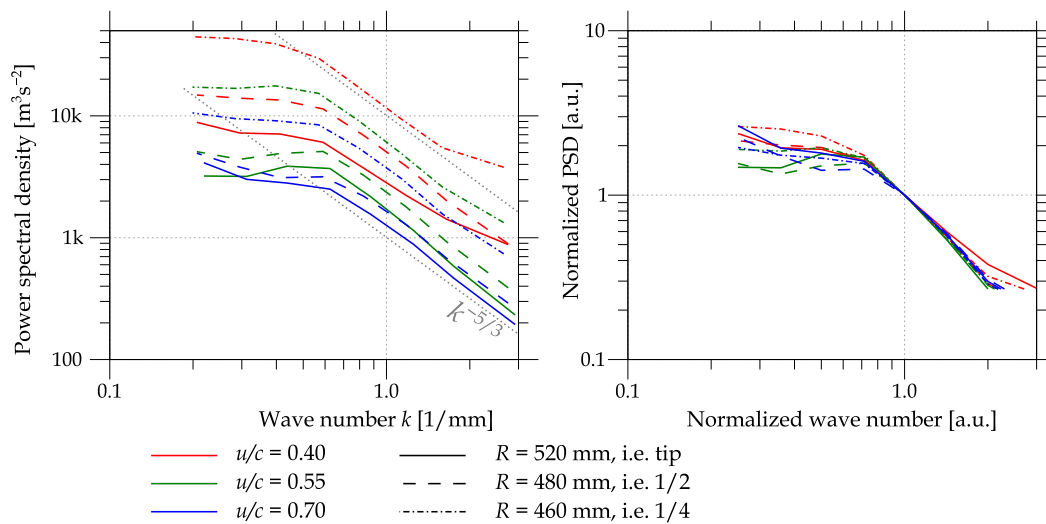 Power spectral density [m³s⁻²]
10k
1k
100
0.1
1.0
k⁻⁵/³
Wave number k [1/mm]
Normalized PSD [a.u.]
10
1
0.1
0.1
1.0
Normalized wave number [a.u.]
u/c = 0.40
R = 520 mm, i.e. tip
u/c = 0.55
R = 480 mm, i.e. 1/2
u/c = 0.70
R = 460 mm, i.e. 1/4